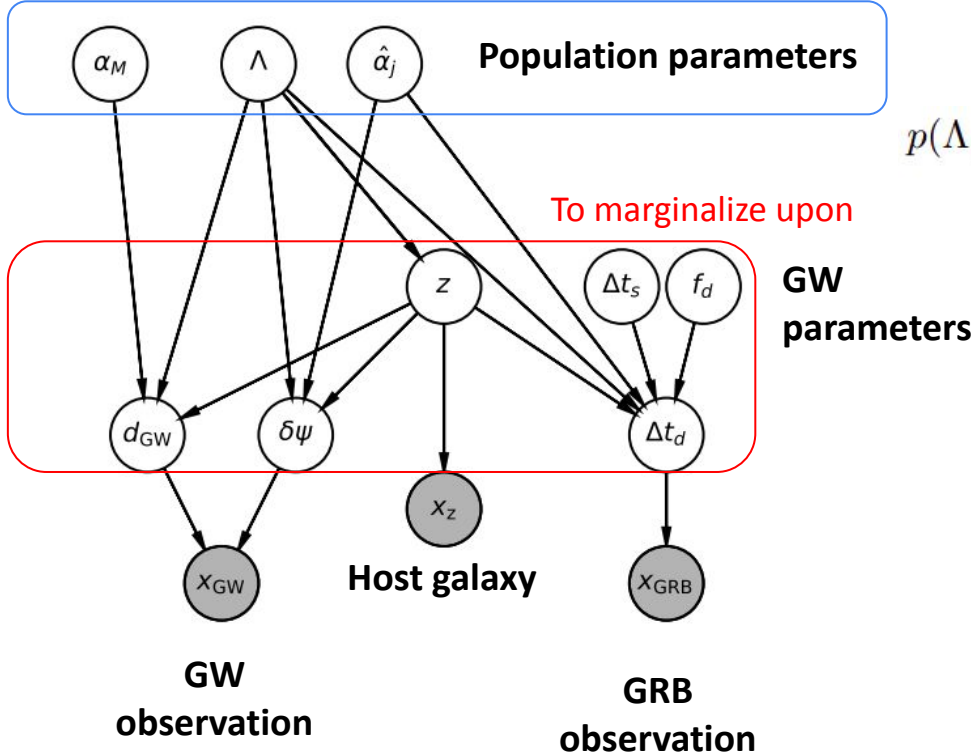 α_M Λ α̂_j Population parameters
p(Λ
To marginalize upon
z Δt_s f_d GW
parameters
d_GW δψ Δt_d
x_z
x_GW Host galaxy x_GRB
GW
observation
GRB
observation